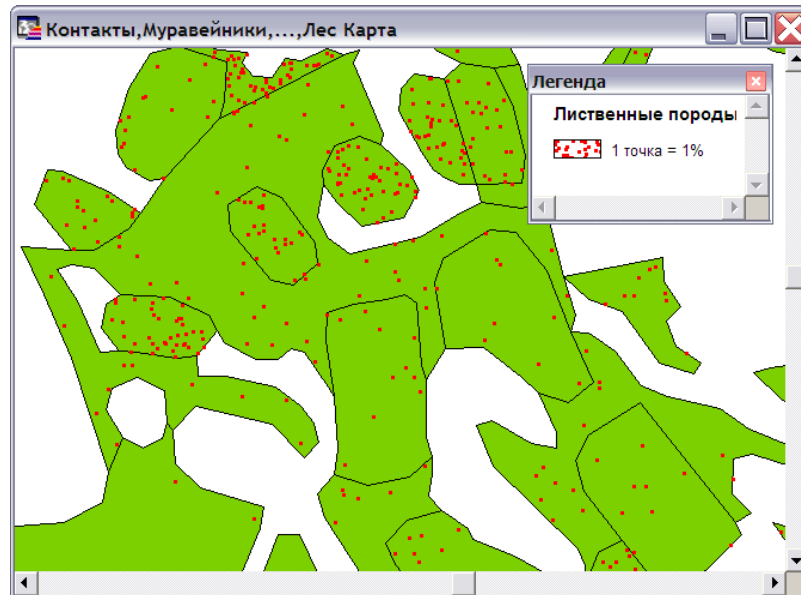 Контакты,Муравейники,...,Лес Карта
Легенда
Лиственные породы
1 точка = 1%